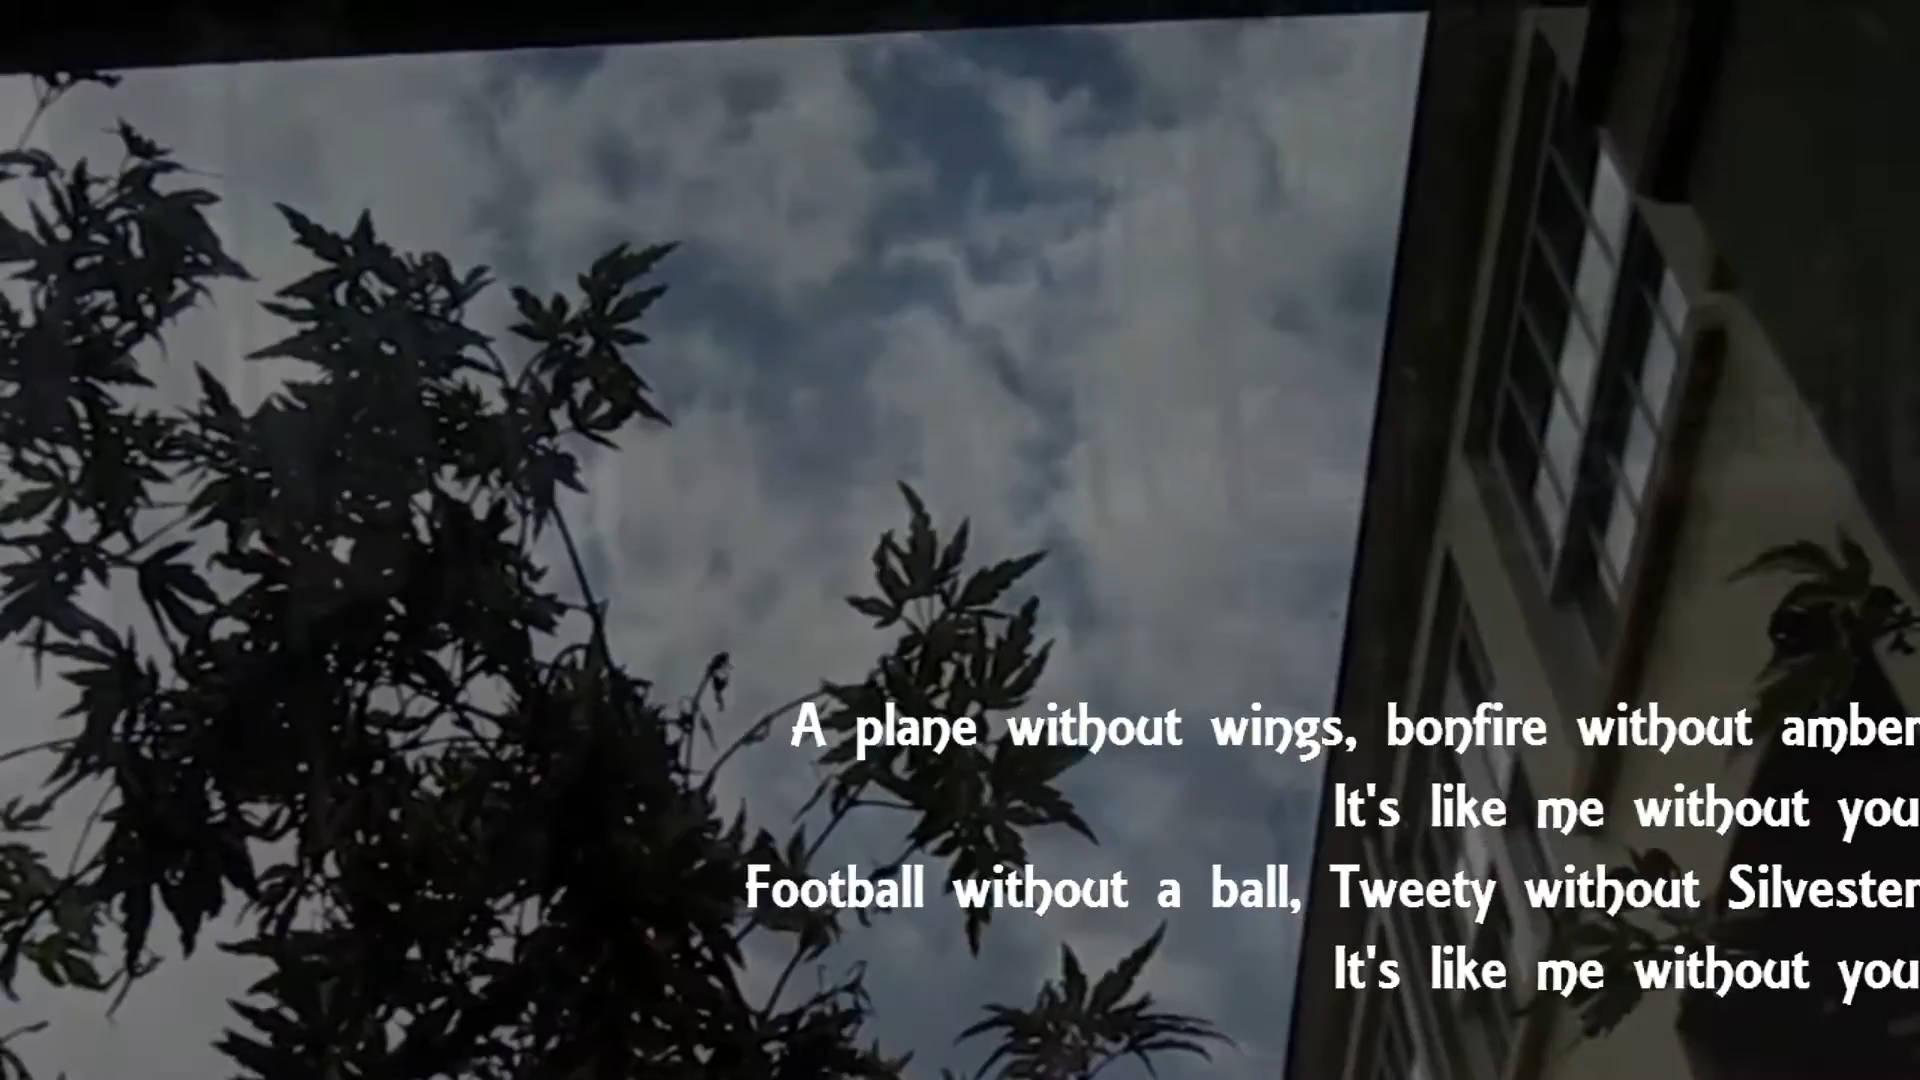 A plane without wings, bonfire without amber
It's like me without you
Football without a ball, Tweety without Silvester
It's like me without you